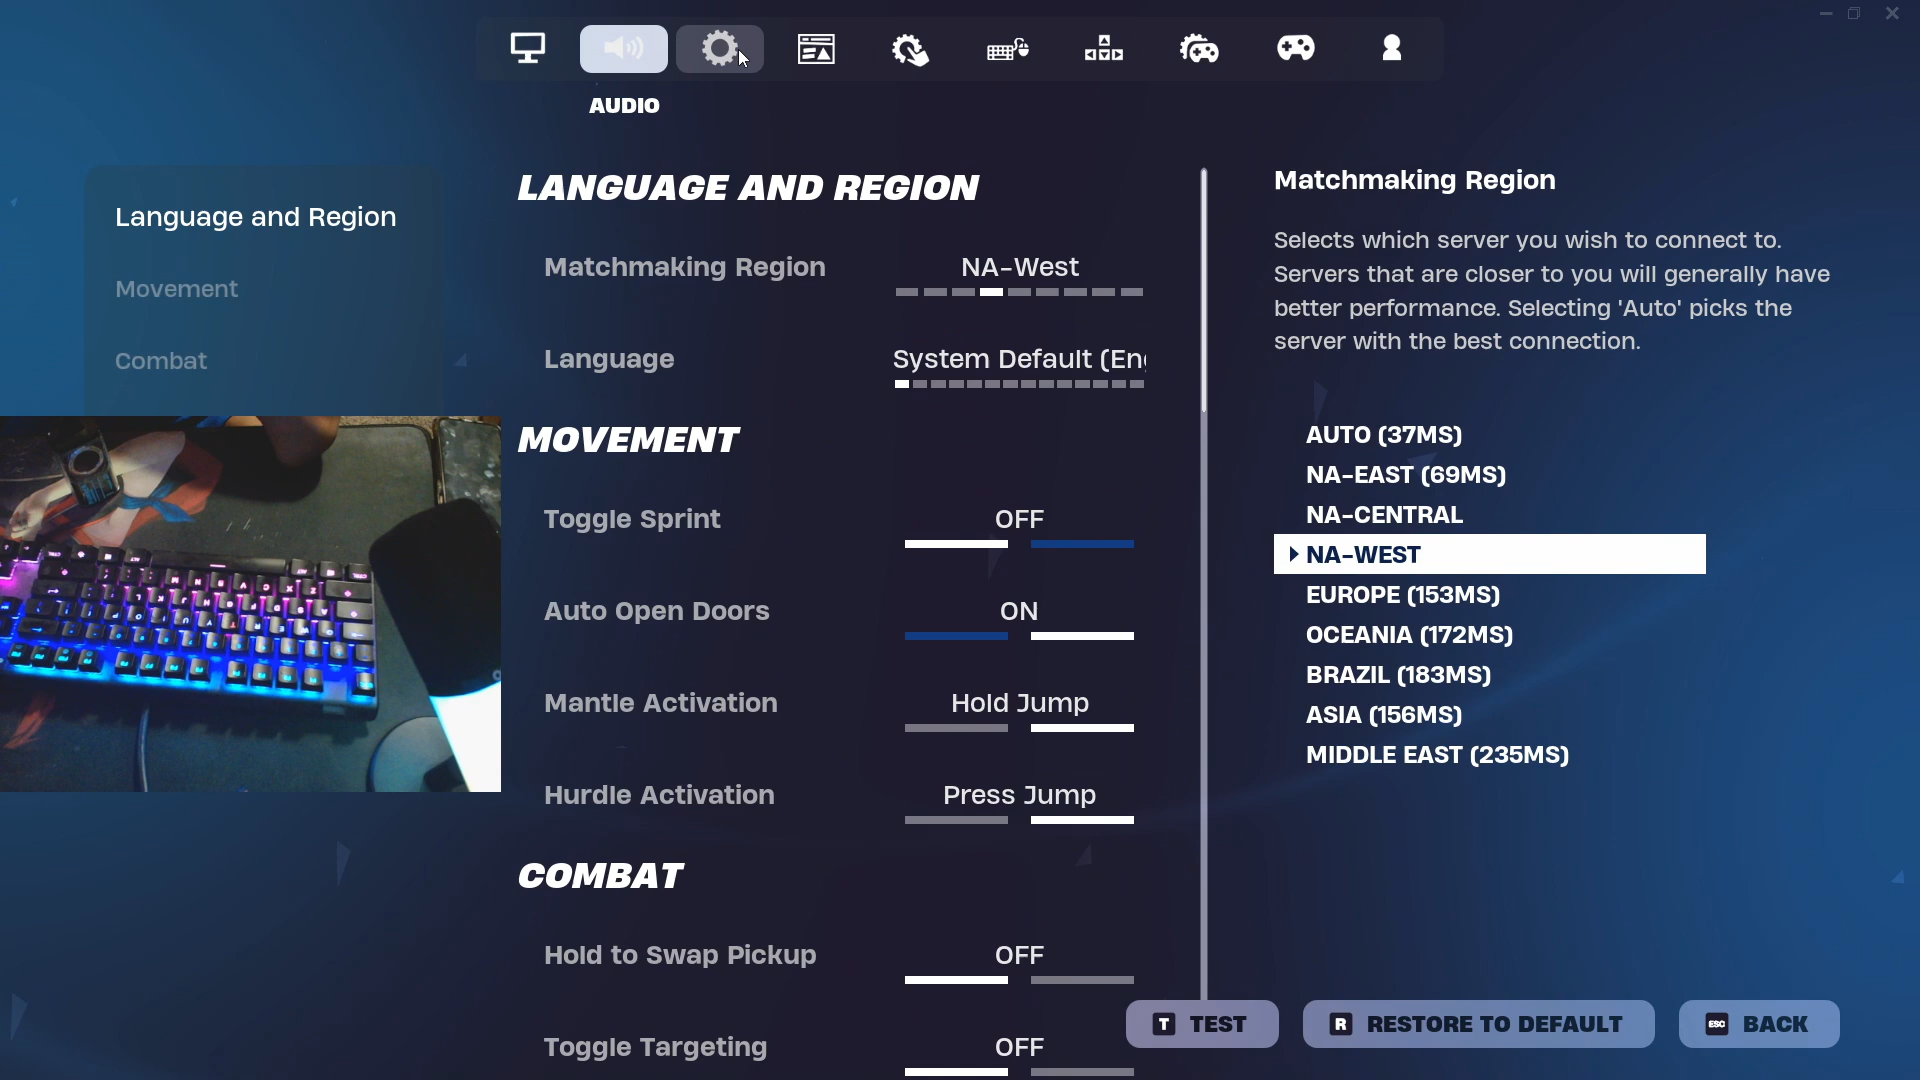 AUDIO
Language and Region
Movement
Combat
LANGUAGE AND REGION
Matchmaking Region
NA-West
Language
System Default (Eng
MOVEMENT
Toggle Sprint
OFF
Auto Open Doors
ON
Mantle Activation
Hold Jump
Hurdle Activation
Press Jump
COMBAT
Hold to Swap Pickup
OFF
Toggle Targeting
OFF
Matchmaking Region
Selects which server you wish to connect to.
Servers that are closer to you will generally have
better performance. Selecting 'Auto' picks the
server with the best connection.
AUTO (37MS)
NA-EAST (69MS)
NA-CENTRAL
NA-WEST
EUROPE (153MS)
OCEANIA (172MS)
BRAZIL (183MS)
ASIA (156MS)
MIDDLE EAST (235MS)
T TEST
R RESTORE TO DEFAULT
ESC BACK